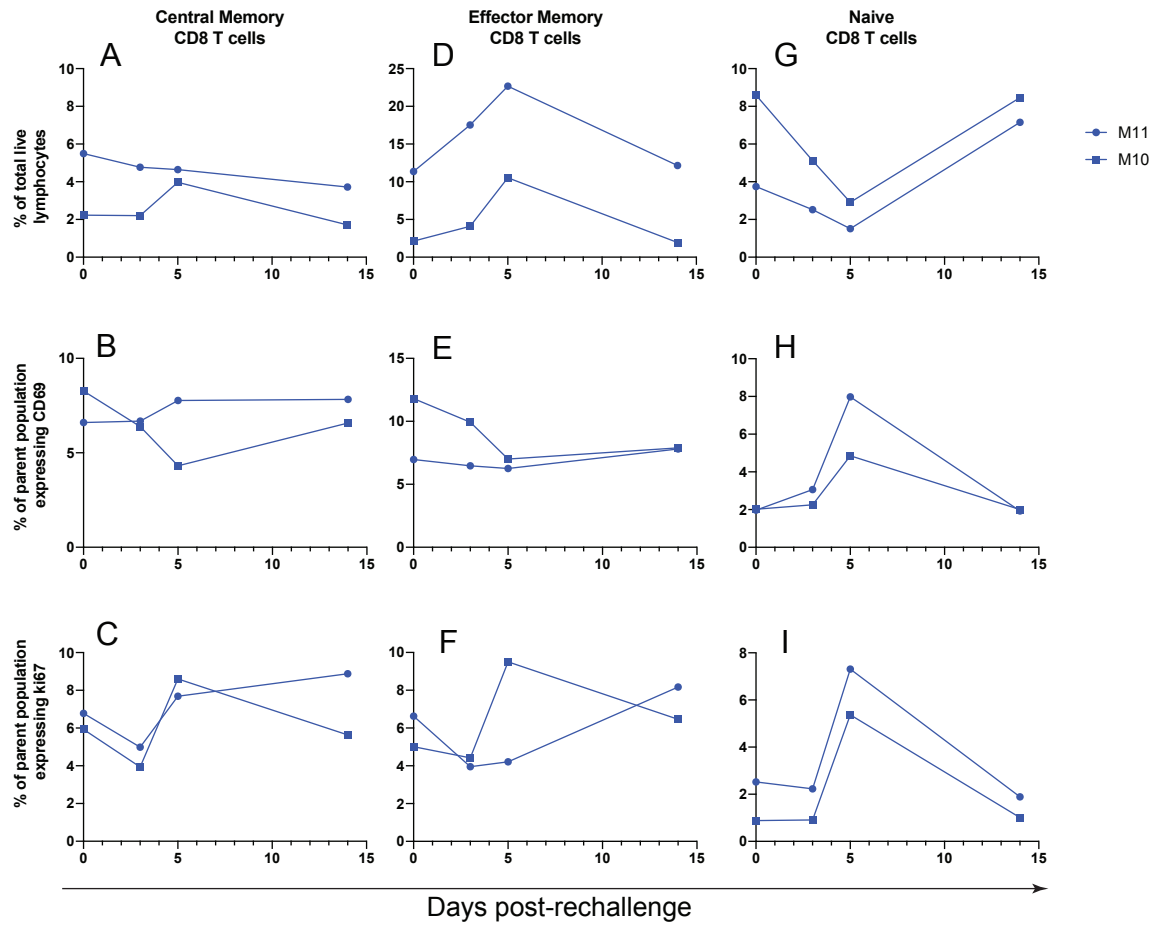 Central Memory
CD8 T cells
Effector Memory
CD8 T cells
Naive
CD8 T cells
A
D
G
% of total live
lymphocytes
10
8
6
4
2
0
0 5 10 15
25
20
15
10
5
0
0 5 10 15
10
8
6
4
2
0
0 5 10 15
M11
M10
B
E
H
% of parent population
expressing CD69
10
5
0
0 5 10 15
15
10
5
0
0 5 10 15
10
8
6
4
2
0
0 5 10 15
C
F
I
% of parent population
expressing ki67
10
8
6
4
2
0
0 5 10 15
10
8
6
4
2
0
0 5 10 15
8
6
4
2
0
0 5 10 15
Days post-rechallenge